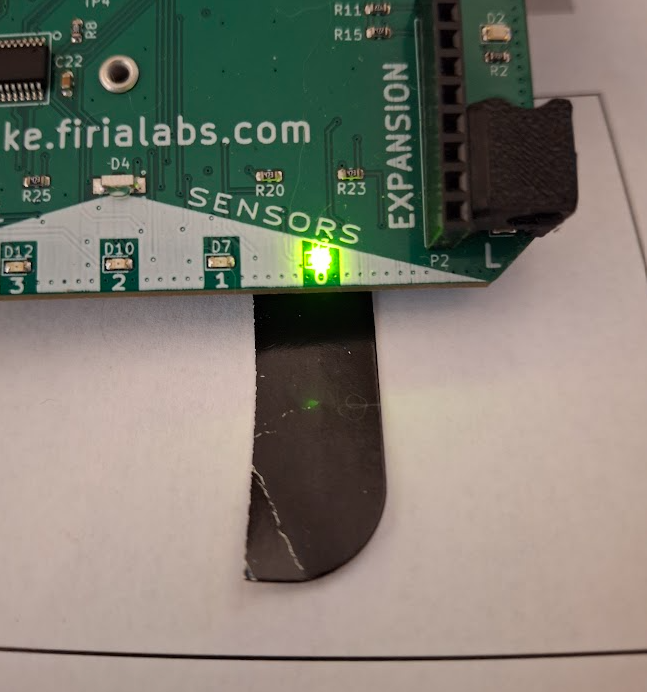 TP4
R8
C22
R11
R15
D2
R2
ke.firialabs.com
EXPANSION
D4
R25
R20
R23
SENSORS
D12
D10
D7
3
2
1
0
P2
L